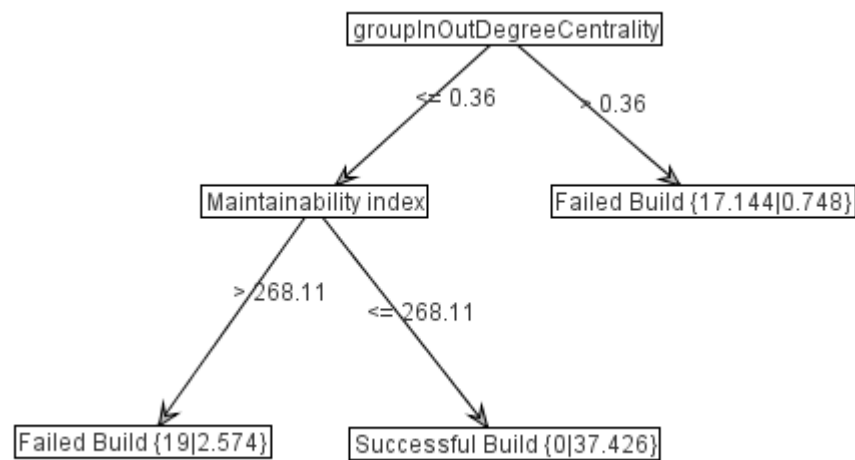 groupInOutDegreeCentrality
<= 0.36
> 0.36
Maintainability index
Failed Build {17.144|0.748}
> 268.11
<= 268.11
Failed Build {19|2.574}
Successful Build {0|37.426}